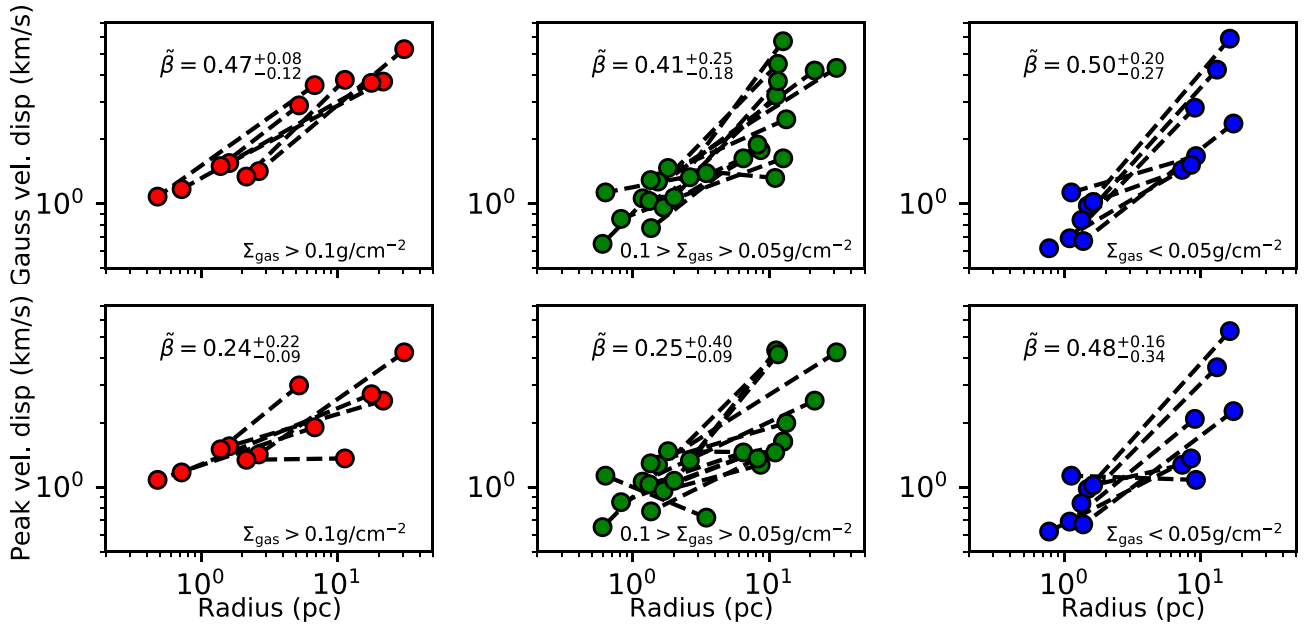 Gauss vel. disp (km/s)
10⁰
β̃ = 0.47 +0.08 −0.12
Σgas > 0.1g/cm⁻²
β̃ = 0.41 +0.25 −0.18
10⁰
0.1 > Σgas > 0.05g/cm⁻²
β̃ = 0.50 +0.20 −0.27
10⁰
Σgas < 0.05g/cm⁻²
Peak vel. disp (km/s)
10⁰
β̃ = 0.24 +0.22 −0.09
Σgas > 0.1g/cm⁻²
10⁰ 10¹
Radius (pc)
β̃ = 0.25 +0.40 −0.09
10⁰
0.1 > Σgas > 0.05g/cm⁻²
10⁰ 10¹
Radius (pc)
β̃ = 0.48 +0.16 −0.34
10⁰
Σgas < 0.05g/cm⁻²
10⁰ 10¹
Radius (pc)